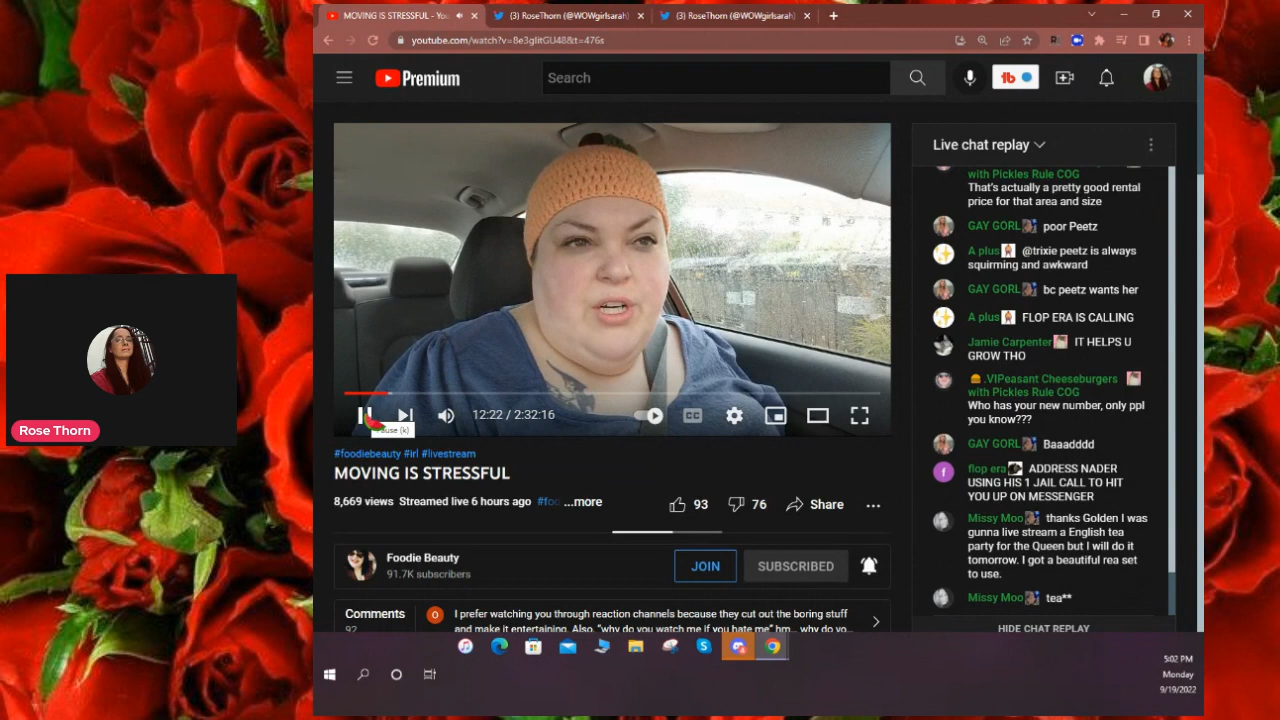 MOVING IS STRESSFUL - Yo
(3) RoseThorn (@WOWgirlsarah)
(3) RoseThorn (@WOWgirlsarah)
youtube.com/watch?v=8e3glitGU48&t=476s
Premium
Search
Live chat replay
with Pickles Rule COG
That's actually a pretty good rental
price for that area and size
GAY GORL poor Peetz
A plus @trixie peetz is always
squirming and awkward
GAY GORL bc peetz wants her
A plus FLOP ERA IS CALLING
Jamie Carpenter IT HELPS U
GROW THO
.VIPeasant Cheeseburgers
with Pickles Rule COG
Who has your new number, only ppl
you know???
GAY GORL Baaadddd
flop era ADDRESS NADER
USING HIS 1 JAIL CALL TO HIT
YOU UP ON MESSENGER
Missy Moo thanks Golden I was
gunna live stream a English tea
party for the Queen but I will do it
tomorrow. I got a beautiful rea set
to use.
Missy Moo tea**
HIDE CHAT REPLAY
12:22 / 2:32:16
CC
ause (k)
#foodiebeauty #irl #livestream
MOVING IS STRESSFUL
8,669 views Streamed live 6 hours ago #foo ...more
93
76
Share
Foodie Beauty
91.7K subscribers
JOIN
SUBSCRIBED
Comments
92
I prefer watching you through reaction channels because they cut out the boring stuff
and make it entertaining. Also, "why do you watch me if you hate me" hm... why do yo...
Rose Thorn
5:02 PM
Monday
9/19/2022